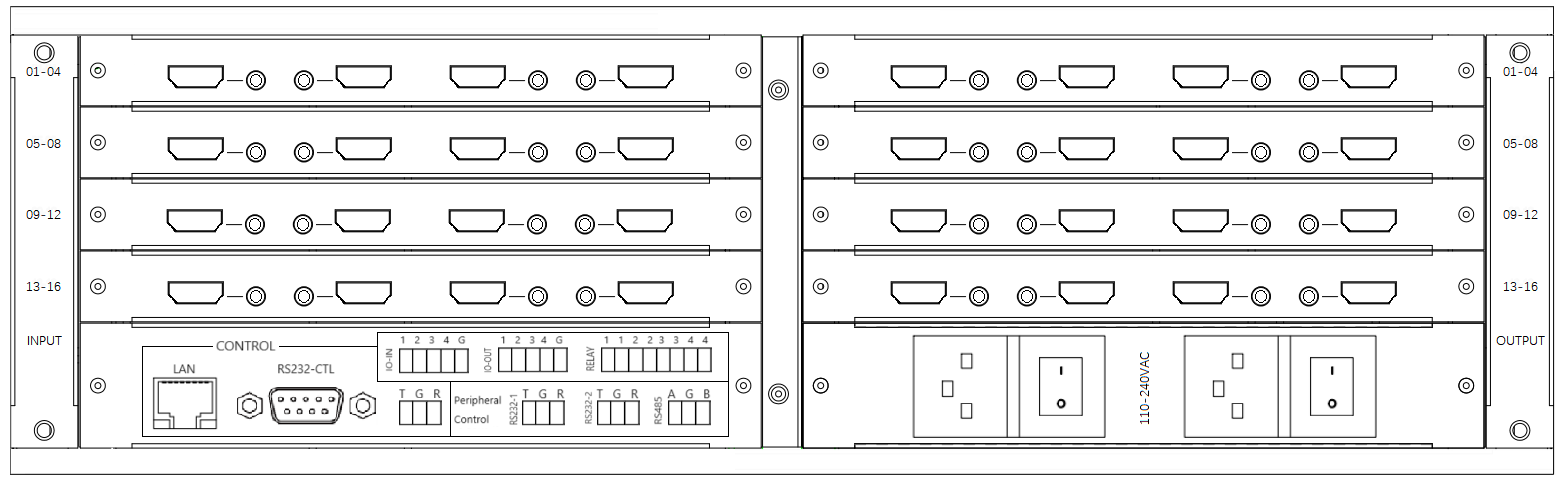 01-04
01-04
05-08
05-08
09-12
09-12
13-16
13-16
INPUT
OUTPUT
CONTROL
LAN
RS232-CTL
IO-IN
1 2 3 4 G
IO-OUT
1 2 3 4 G
RELAY
1 1 2 2 3 3 4 4
T G R
Peripheral
Control
RS232-1
T G R
RS232-2
T G R
RS485
A G B
110-240VAC
I
O
I
O